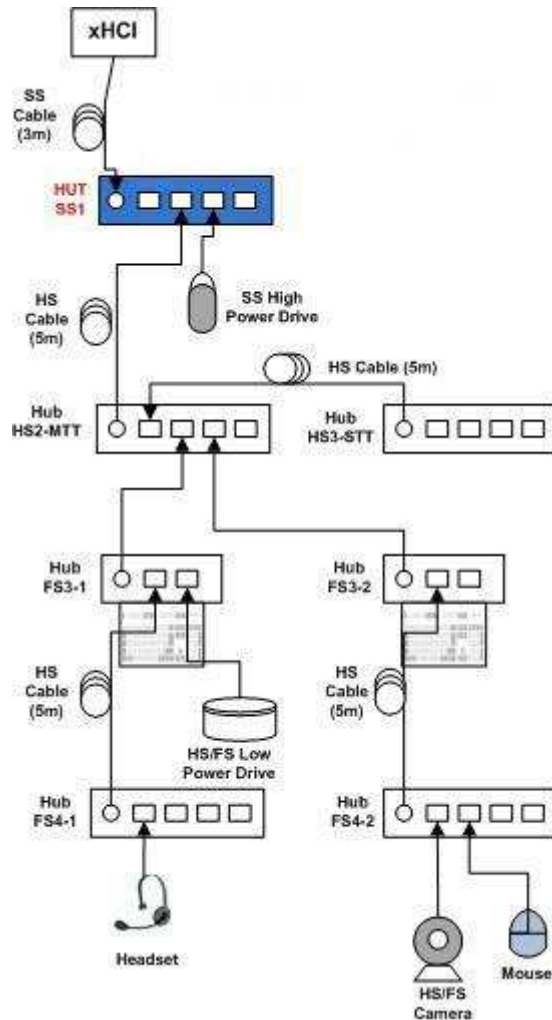 xHCI
SS
Cable
(3m)
HUT
SS1
HS
Cable
(5m)
SS High
Power Drive
HS Cable (5m)
Hub
HS2-MTT
Hub
HS3-STT
Hub
FS3-1
Hub
FS3-2
HS
Cable
(5m)
HS
Cable
(5m)
HS/FS Low
Power Drive
Hub
FS4-1
Hub
FS4-2
Headset
HS/FS
Camera
Mouse